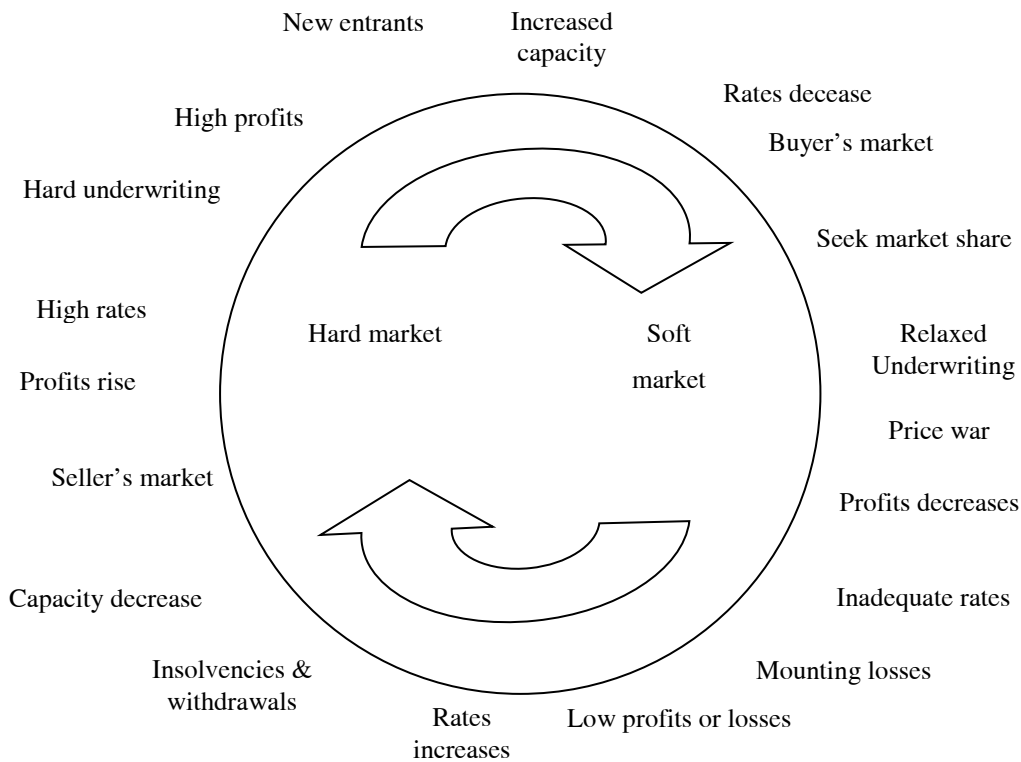 New entrants
Increased
capacity
Rates decease
High profits
Buyer’s market
Hard underwriting
Seek market share
High rates
Hard market
Soft
market
Relaxed
Underwriting
Profits rise
Price war
Seller’s market
Profits decreases
Capacity decrease
Inadequate rates
Insolvencies &
withdrawals
Mounting losses
Rates
increases
Low profits or losses